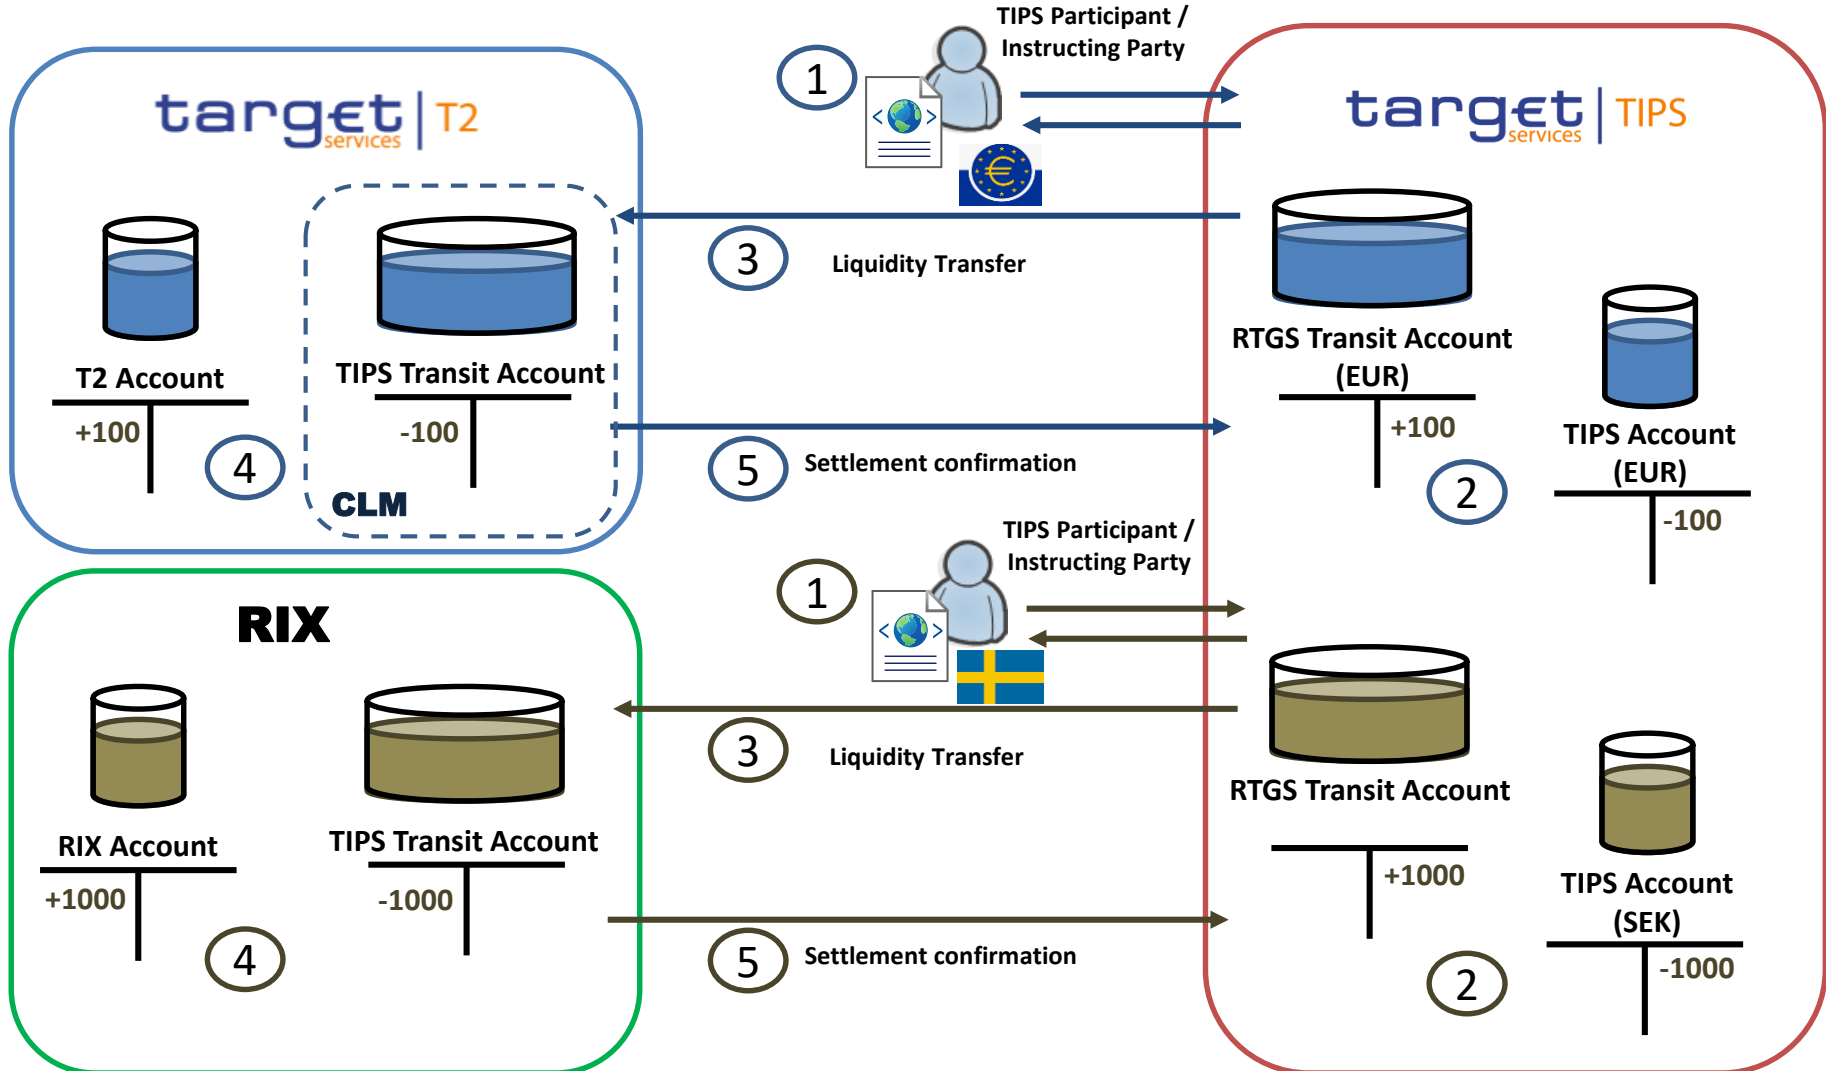 TIPS Participant /
Instructing Party
1
target | T2
services
target | TIPS
services
< >
€
3
Liquidity Transfer
T2 Account
TIPS Transit Account
RTGS Transit Account
(EUR)
+100
-100
+100
TIPS Account
(EUR)
4
5
Settlement confirmation
2
CLM
-100
TIPS Participant /
Instructing Party
1
RIX
< >
3
Liquidity Transfer
RTGS Transit Account
RIX Account
TIPS Transit Account
+1000
-1000
+1000
TIPS Account
(SEK)
4
5
Settlement confirmation
2
-1000